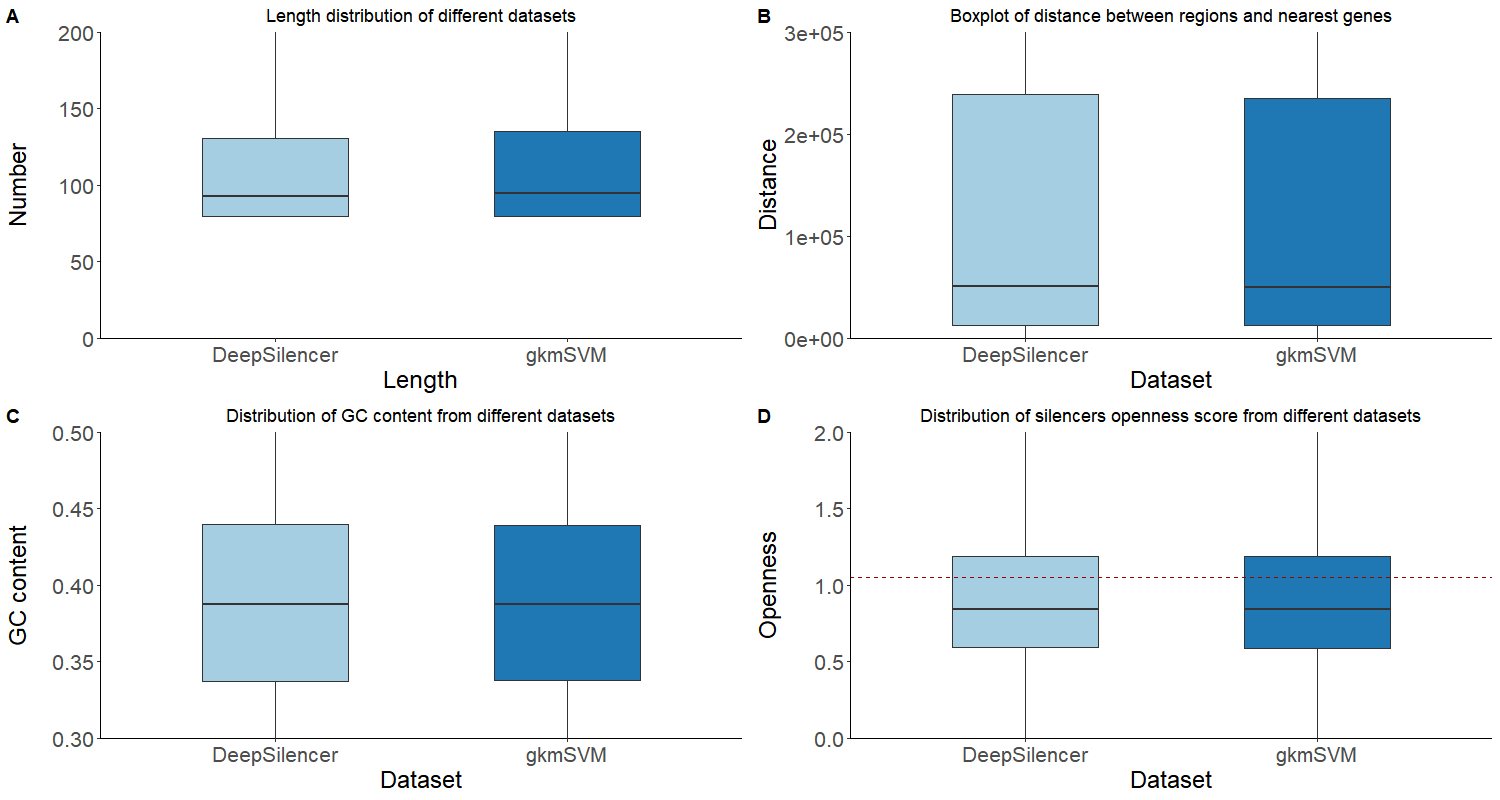 A
Length distribution of different datasets
200
150
100
50
0
Number
DeepSilencer
gkmSVM
Length
B
Boxplot of distance between regions and nearest genes
3e+05
2e+05
1e+05
0e+00
Distance
DeepSilencer
gkmSVM
Dataset
C
Distribution of GC content from different datasets
0.50
0.45
0.40
0.35
0.30
GC content
DeepSilencer
gkmSVM
Dataset
D
Distribution of silencers openness score from different datasets
2.0
1.5
1.0
0.5
0.0
Openness
DeepSilencer
gkmSVM
Dataset